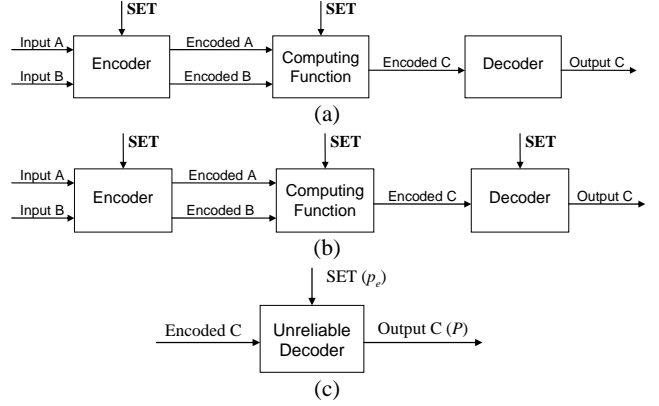 SET SET
Input A Encoded A
Encoder Computing Function Encoded C Decoder Output C
Input B Encoded B
(a)
SET SET SET
Input A Encoded A
Encoder Computing Function Encoded C Decoder Output C
Input B Encoded B
(b)
SET (p_e)
Encoded C Unreliable Decoder Output C (P)
(c)